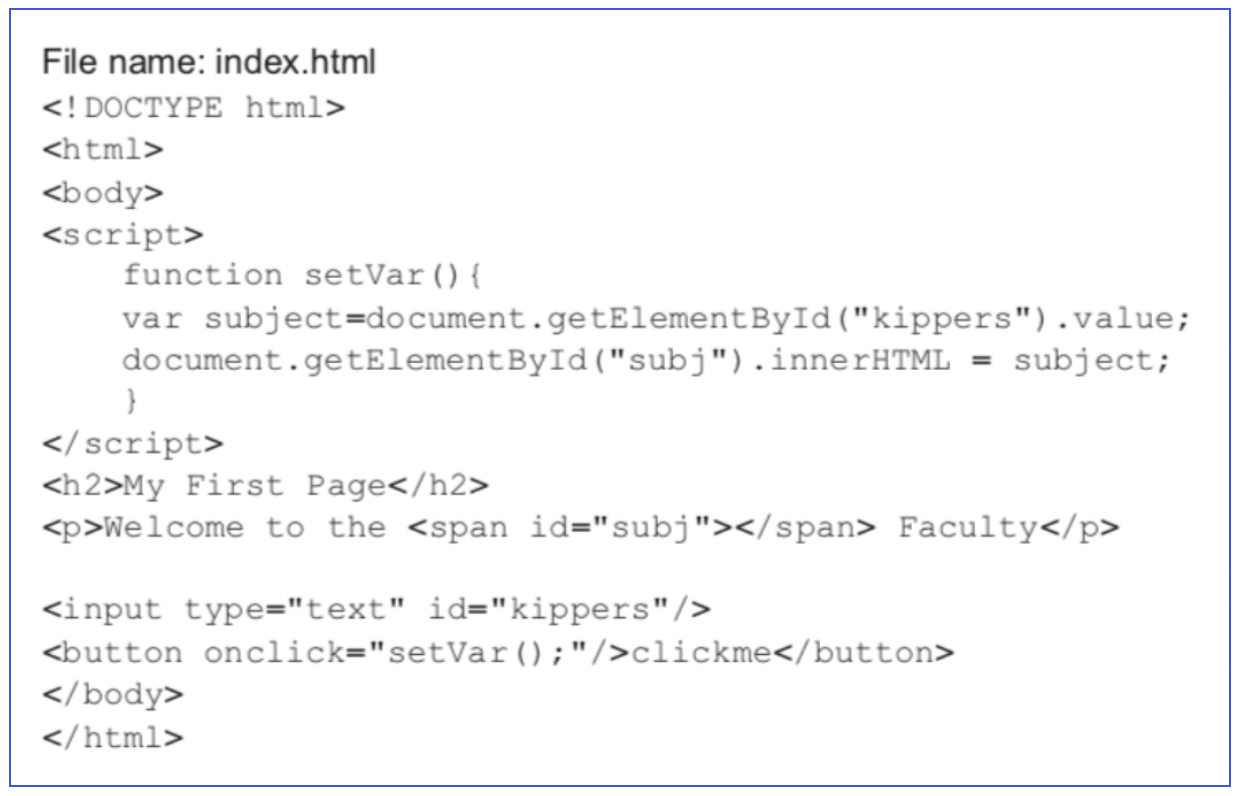 File name: index.html
<!DOCTYPE html>
<html>
<body>
<script>
function setVar(){
var subject=document.getElementById("kippers").value;
document.getElementById("subj").innerHTML = subject;
}
</script>
<h2>My First Page</h2>
<p>Welcome to the <span id="subj"></span> Faculty</p>
<input type="text" id="kippers"/>
<button onclick="setVar();"/>clickme</button>
</body>
</html>